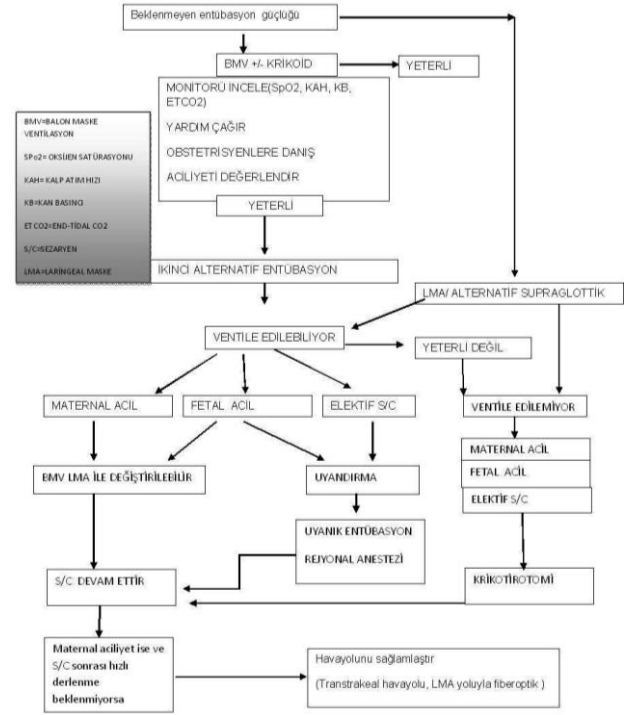 Beklenmeyen entübasyon güçlüğü
BMV +/- KRİKOİD
YETERLİ
MONİTORÜ İNCELE(SpO2, KAH, KB,
ETCO2)
YARDIM ÇAĞIR
OBSTETRİSYENLERE DANIŞ
ACİLİYETİ DEĞERLENDİR
YETERLİ
BMV=BALON MASKE
VENTİLASYON
SPo2= OKSİJEN SATÜRASYONU
KAH= KALP ATIM HIZI
KB=KAN BASINCI
ETCO2=END-TİDAL CO2
S/C=SEZARYEN
LMA=LARİNGEAL MASKE
İKİNCİ ALTERNATİF ENTÜBASYON
LMA/ ALTERNATİF SUPRAGLOTTİK
VENTİLE EDİLEBİLİYOR
YETERLİ DEĞİL
MATERNAL ACİL
FETAL ACİL
ELEKTİF S/C
VENTİLE EDİLEMİYOR
MATERNAL ACİL
FETAL ACİL
ELEKTİF S/C
BMV LMA İLE DEĞİŞTİRİLEBİLİR
UYANDIRMA
UYANIK ENTÜBASYON
REJYONAL ANESTEZİ
S/C DEVAM ETTİR
KRİKOTİROTOMİ
Maternal aciliyet ise ve
S/C sonrası hızlı
derlenme
beklenmiyorsa
Havayolunu sağlamlaştır
(Transtrakeal havayolu, LMA yoluyla fiberoptik )